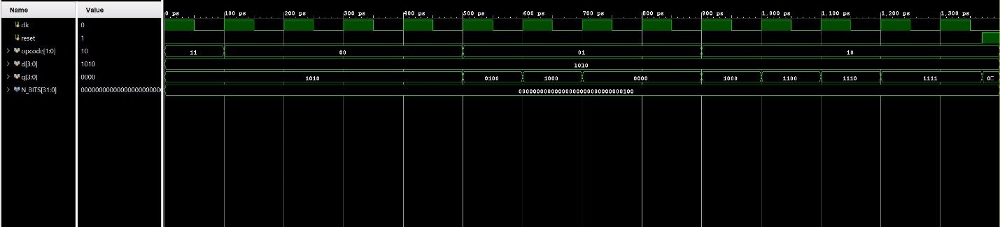 Name Value
0 ps 100 ps 200 ps 300 ps 400 ps 500 ps 600 ps 700 ps 800 ps 900 ps 1,000 ps 1,100 ps 1,200 ps 1,300 ps
clk 0
reset 1
opcode[1:0] 10 11 00 01 10
d[3:0] 1010 1010
q[3:0] 0000 1010 0100 1000 0000 1000 1100 1110 1111 0
N_BITS[31:0] 00000000000000000000000000000100